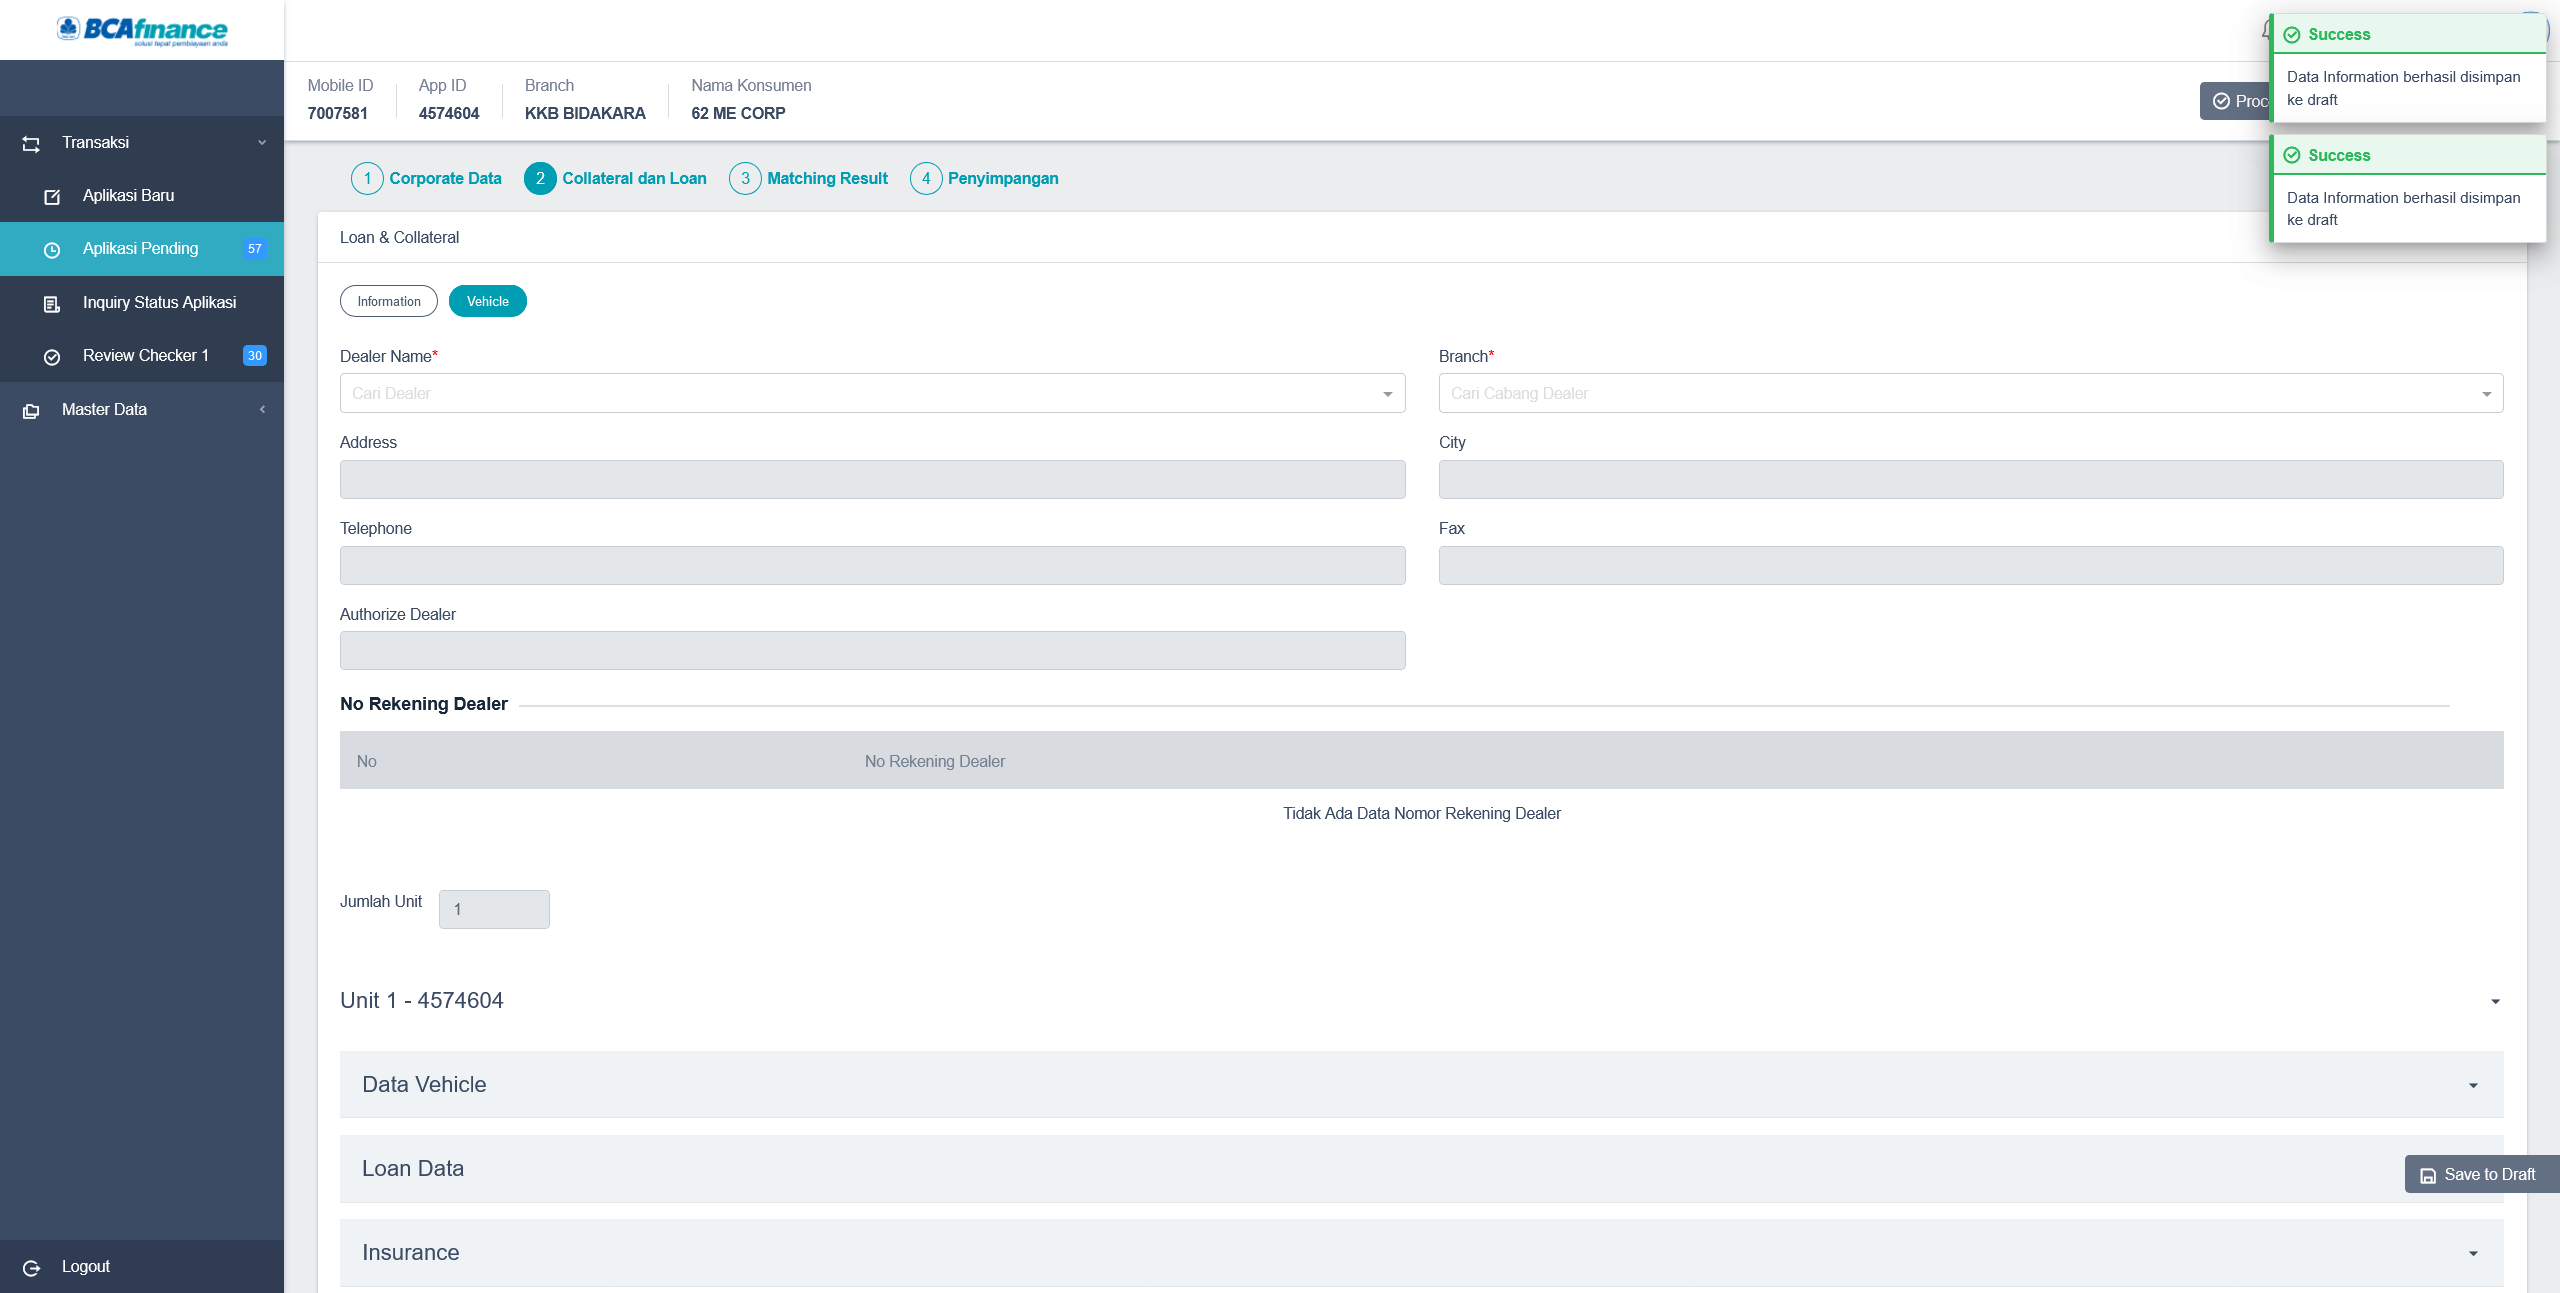 BCAfinance
solusi tepat pembiayaan anda
Transaksi
Aplikasi Baru
Aplikasi Pending 57
Inquiry Status Aplikasi
Review Checker 1 30
Master Data
Logout
Mobile ID
7007581
App ID
4574604
Branch
KKB BIDAKARA
Nama Konsumen
62 ME CORP
Success
Data Information berhasil disimpan
ke draft
Success
Data Information berhasil disimpan
ke draft
1 Corporate Data
2 Collateral dan Loan
3 Matching Result
4 Penyimpangan
Loan & Collateral
Information
Vehicle
Dealer Name*
Cari Dealer
Branch*
Cari Cabang Dealer
Address
City
Telephone
Fax
Authorize Dealer
No Rekening Dealer
No
No Rekening Dealer
Tidak Ada Data Nomor Rekening Dealer
Jumlah Unit 1
Unit 1 - 4574604
Data Vehicle
Loan Data
Save to Draft
Insurance